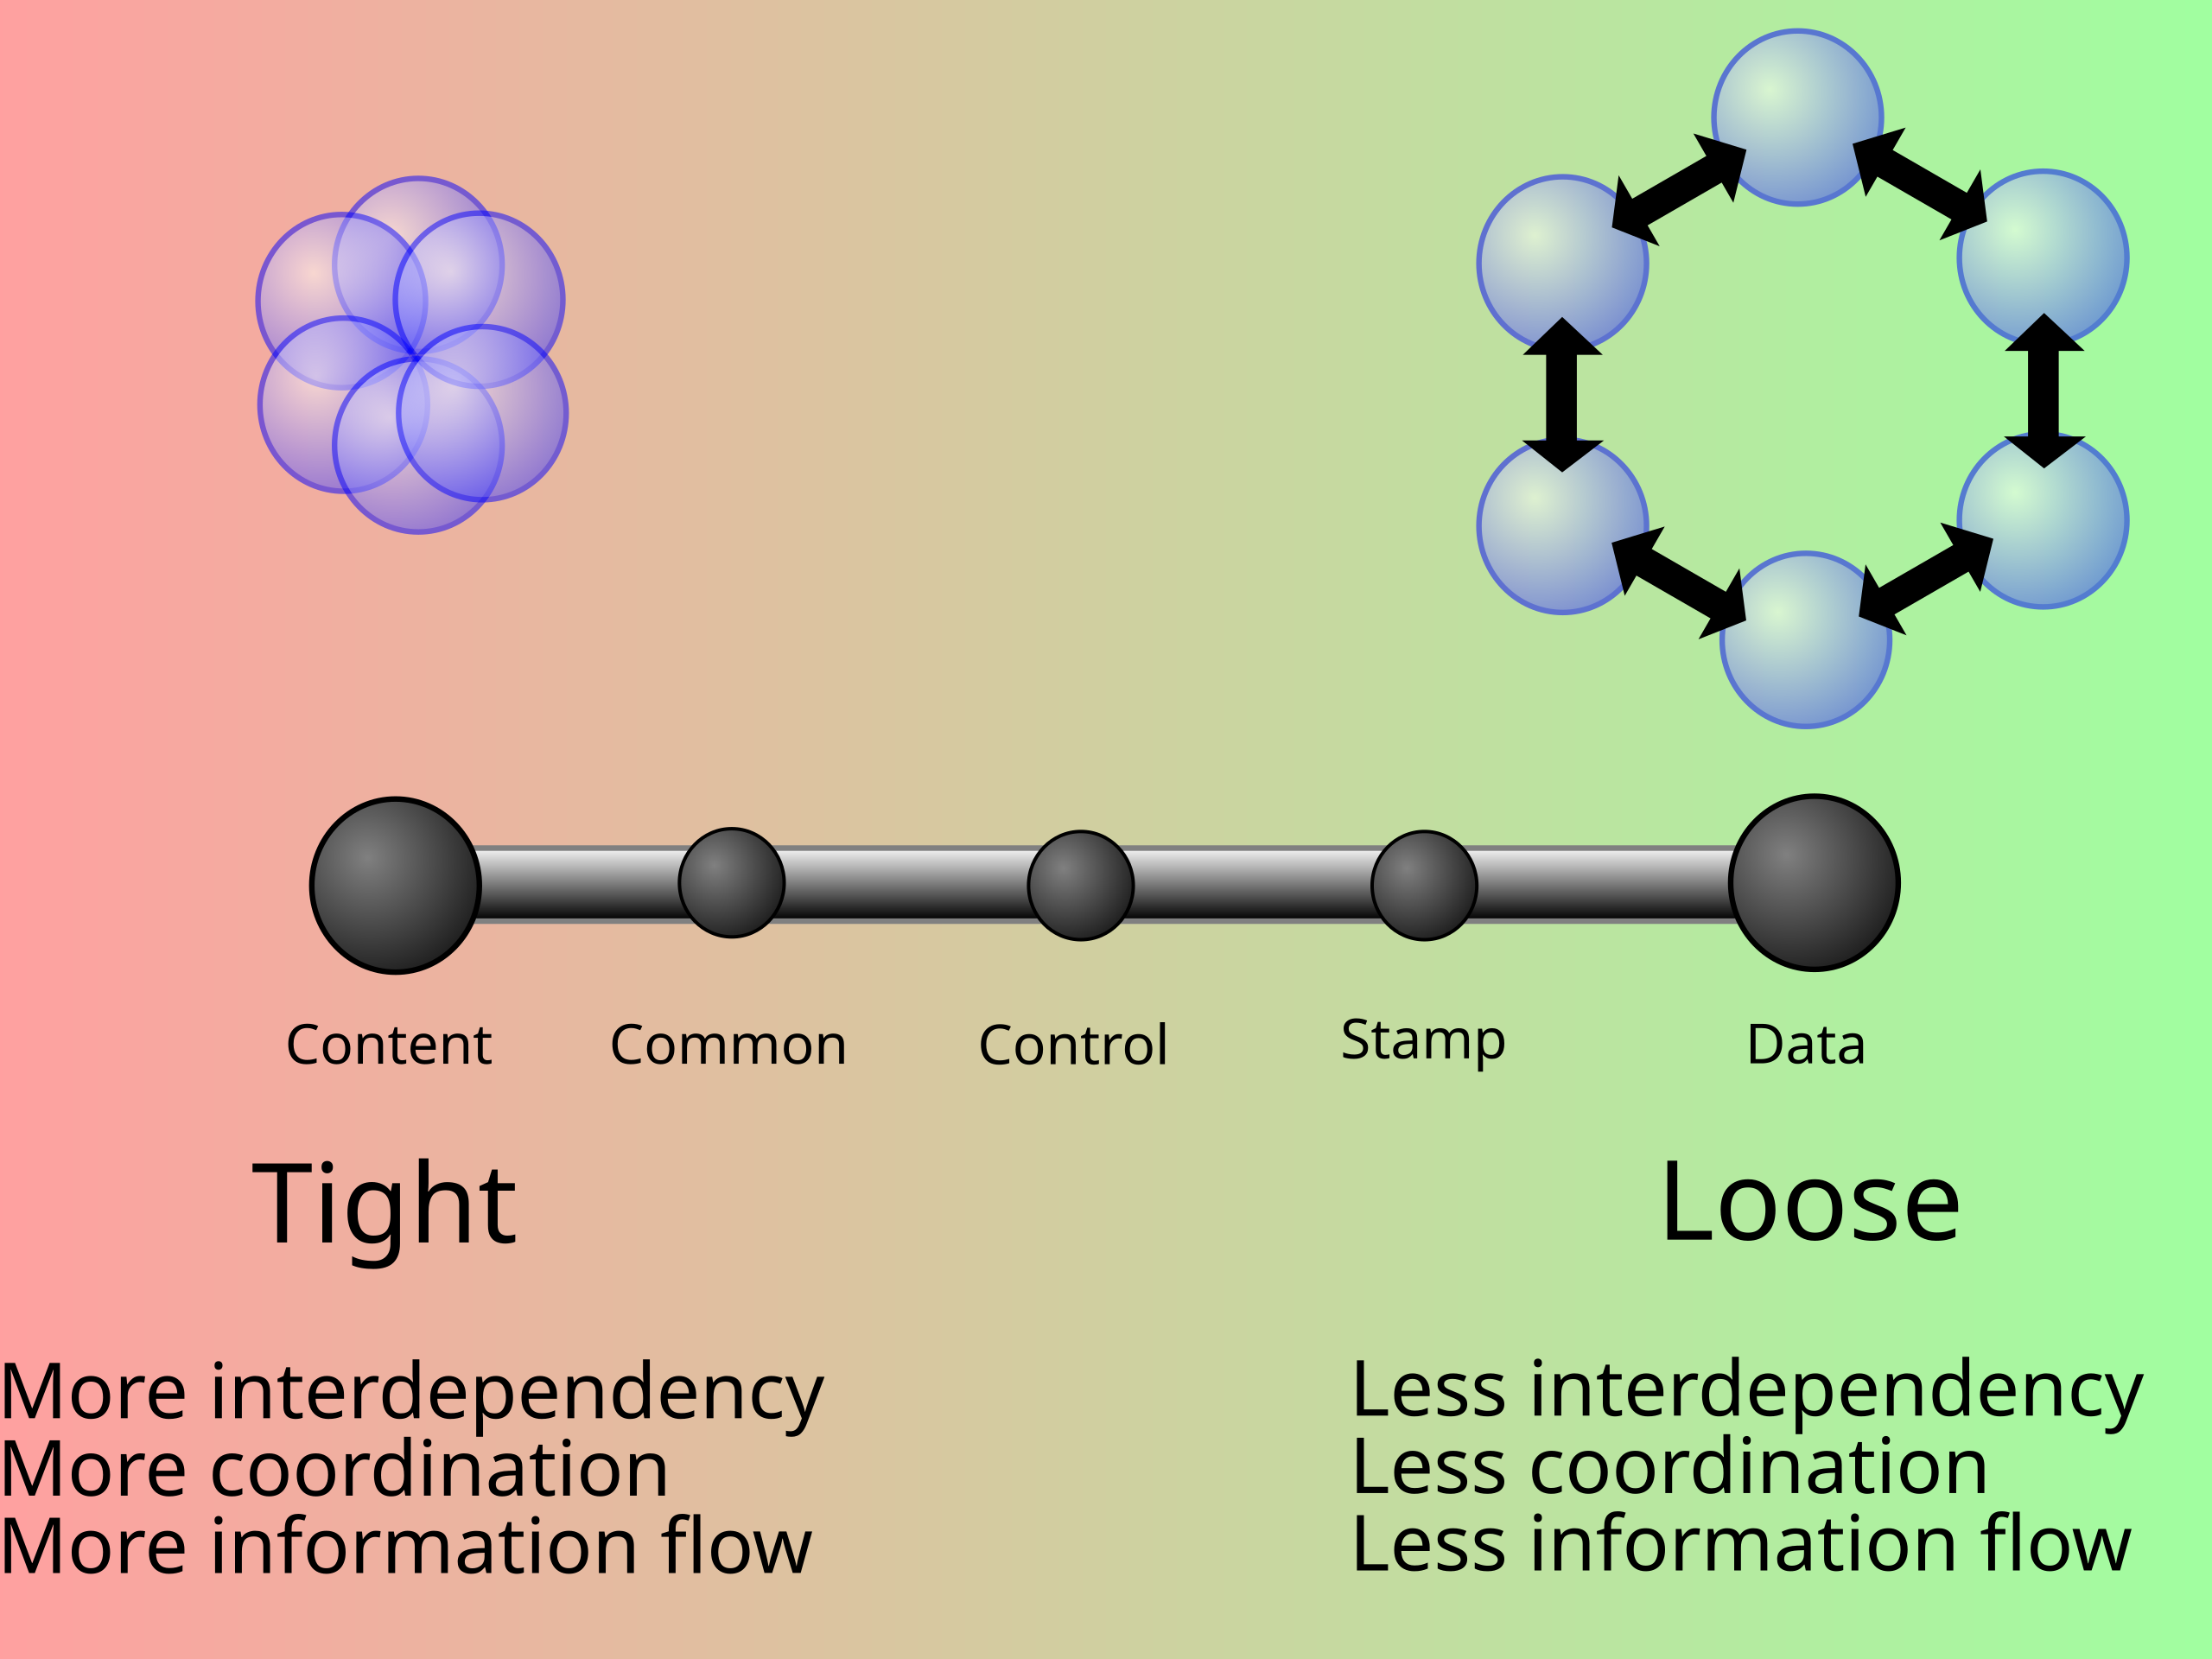 Content
Common
Control
Stamp
Data
Tight
Loose
More interdependency
More coordination
More information flow
Less interdependency
Less coordination
Less information flow